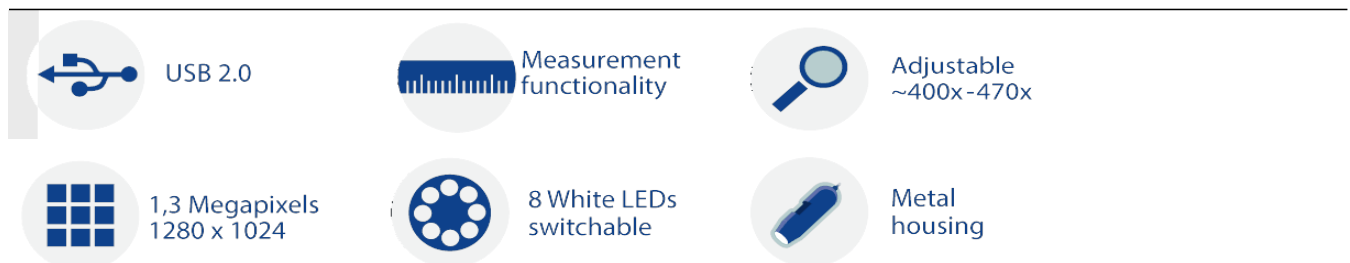 USB 2.0
Measurement
functionality
Adjustable
~400x-470x
1,3 Megapixels
1280 x 1024
8 White LEDs
switchable
Metal
housing